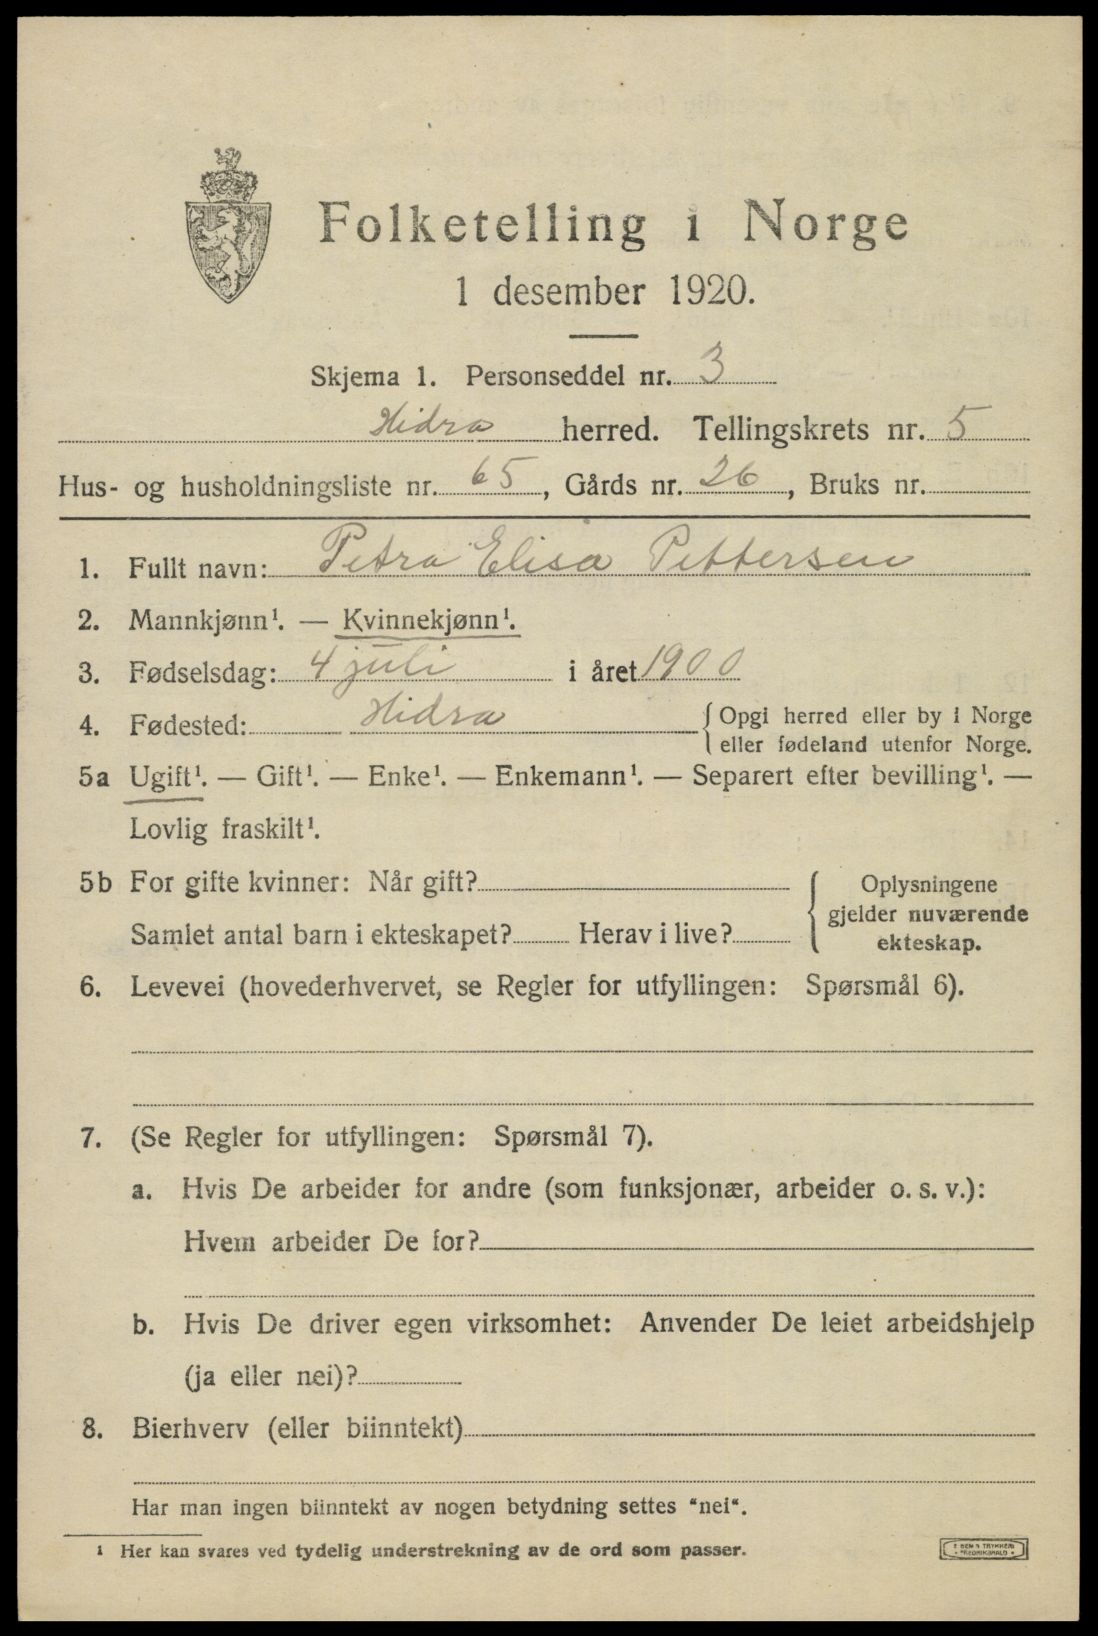 Folketelling i Norge
1 desember 1920.
Skjema 1. Personseddel nr. 3
Hidra herred. Tellingskrets nr. 5
Hus- og husholdningsliste nr. 65, Gårds nr. 26, Bruks nr.
1. Fullt navn: Petra Elisa Pettersen
2. Mannkjønn¹. — Kvinnekjønn¹.
3. Fødselsdag: 4 juli i året 1900
4. Fødested: Hidra { Opgi herred eller by i Norge
eller fødeland utenfor Norge.
5a Ugift¹. — Gift¹. — Enke¹. — Enkemann¹. — Separert efter bevilling¹. —
Lovlig fraskilt¹.
5b For gifte kvinner: Når gift? { Oplysningene
gjelder nuværende
Samlet antal barn i ekteskapet? Herav i live? ekteskap.
6. Levevei (hovederhvervet, se Regler for utfyllingen: Spørsmål 6).
7. (Se Regler for utfyllingen: Spørsmål 7).
a. Hvis De arbeider for andre (som funksjonær, arbeider o. s. v.):
Hvem arbeider De for?
b. Hvis De driver egen virksomhet: Anvender De leiet arbeidshjelp
(ja eller nei)?
8. Bierhverv (eller biinntekt)
Har man ingen biinntekt av nogen betydning settes "nei".
¹ Her kan svares ved tydelig understrekning av de ord som passer.